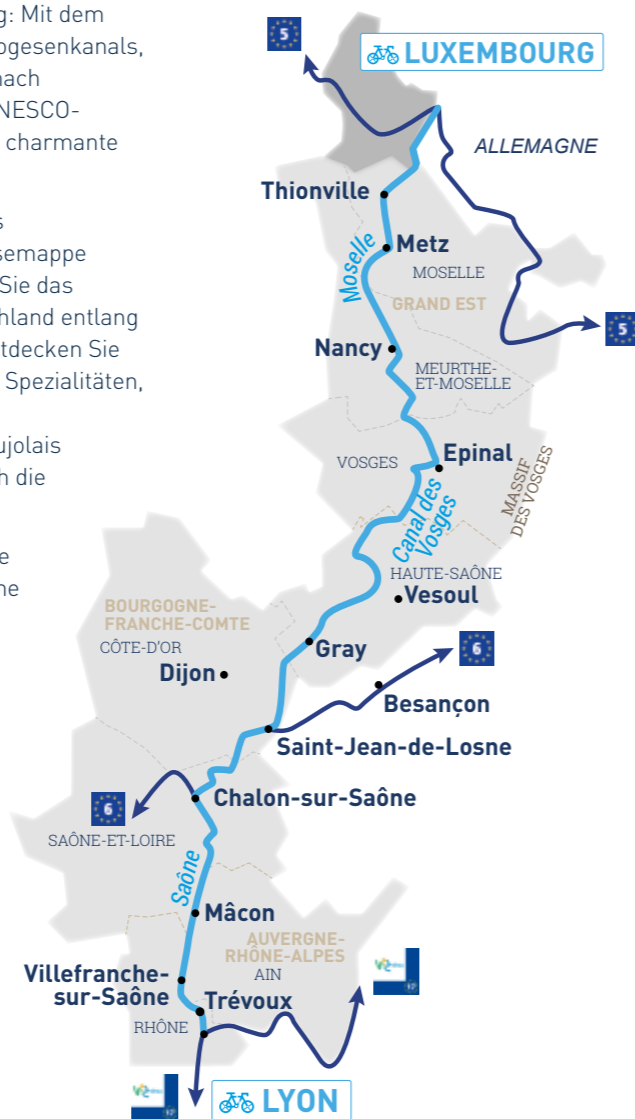 g: Mit dem
ogesenkanals,
nach
NESCO-
charmante
s
semappe
Sie das
hland entlang
tdecken Sie
Spezialitäten,
ujolais
h die
e
ne
5
LUXEMBOURG
ALLEMAGNE
Thionville
Metz
Moselle
MOSELLE
GRAND EST
5
Nancy
MEURTHE-
ET-MOSELLE
VOSGES
Epinal
MASSIF
DES VOSGES
Canal des
Vosges
HAUTE-SAÔNE
Vesoul
BOURGOGNE-
FRANCHE-COMTE
CÔTE-D'OR
Gray
Dijon
6
Besançon
Saint-Jean-de-Losne
Chalon-sur-Saône
6
SAÔNE-ET-LOIRE
Saône
Mâcon
AUVERGNE-
RHÔNE-ALPES
AIN
Villefranche-
sur-Saône
Trévoux
RHÔNE
17
17
LYON